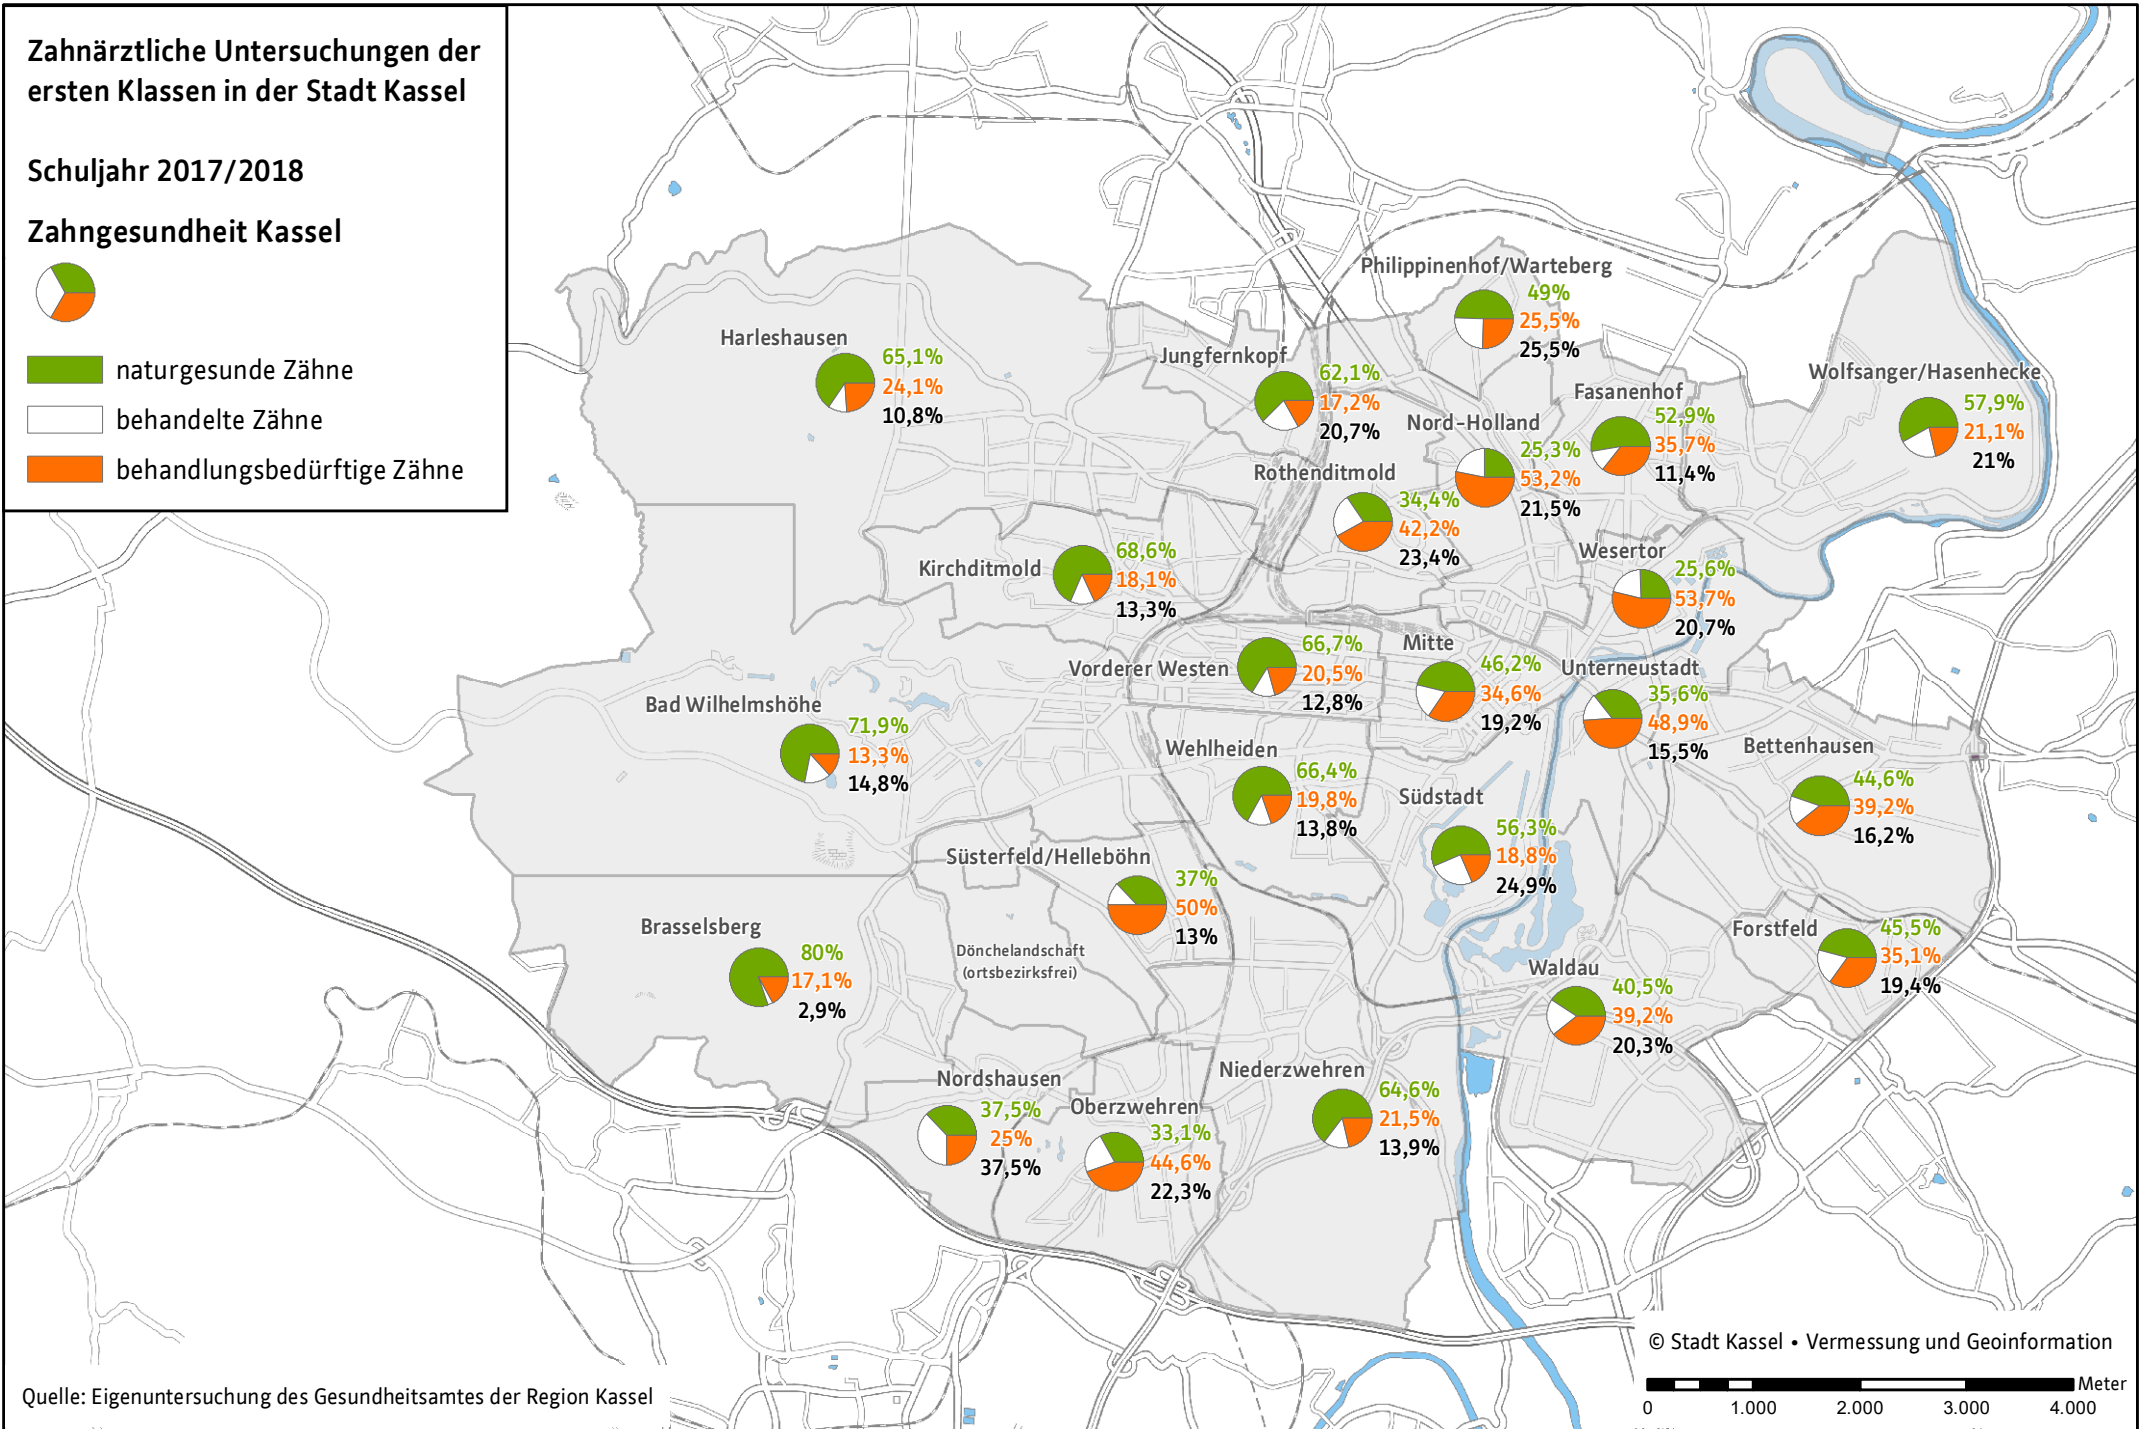 Zahnärztliche Untersuchungen der
ersten Klassen in der Stadt Kassel
Schuljahr 2017/2018
Zahngesundheit Kassel
naturgesunde Zähne
behandelte Zähne
behandlungsbedürftige Zähne
Philippinenhof/Warteberg
49%
25,5%
25,5%
Harleshausen
65,1%
24,1%
10,8%
Jungfernkopf
62,1%
17,2%
20,7%
Wolfsanger/Hasenhecke
57,9%
21,1%
21%
Fasanenhof
52,9%
35,7%
11,4%
Nord-Holland
25,3%
53,2%
21,5%
Rothenditmold
34,4%
42,2%
23,4%
Kirchditmold
68,6%
18,1%
13,3%
Wesertor
25,6%
53,7%
20,7%
Vorderer Westen
66,7%
20,5%
12,8%
Mitte
46,2%
34,6%
19,2%
Unterneustadt
35,6%
48,9%
15,5%
Bad Wilhelmshöhe
71,9%
13,3%
14,8%
Wehlheiden
66,4%
19,8%
13,8%
Bettenhausen
44,6%
39,2%
16,2%
Südstadt
56,3%
18,8%
24,9%
Süsterfeld/Helleböhn
37%
50%
13%
Brasselsberg
80%
17,1%
2,9%
Dönchelandschaft
(ortsbezirksfrei)
Forstfeld
45,5%
35,1%
19,4%
Waldau
40,5%
39,2%
20,3%
Niederzwehren
64,6%
21,5%
13,9%
Nordshausen
37,5%
25%
37,5%
Oberzwehren
33,1%
44,6%
22,3%
© Stadt Kassel • Vermessung und Geoinformation
Meter
0 1.000 2.000 3.000 4.000
Quelle: Eigenuntersuchung des Gesundheitsamtes der Region Kassel